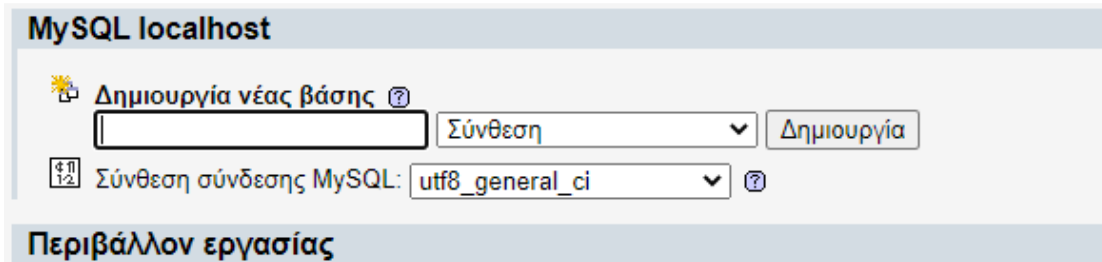 MySQL localhost
Δημιουργία νέας βάσης
Σύνθεση Δημιουργία
Σύνθεση σύνδεσης MySQL: utf8_general_ci
Περιβάλλον εργασίας